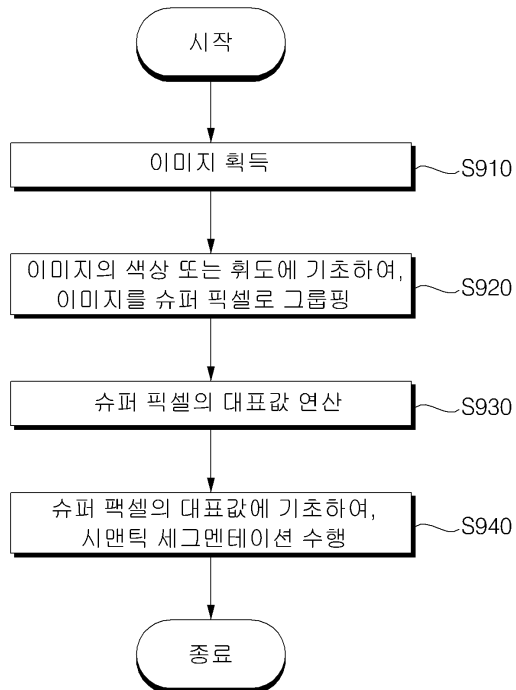 시작
이미지 획득
S910
이미지의 색상 또는 휘도에 기초하여,
이미지를 슈퍼 픽셀로 그룹핑
S920
슈퍼 픽셀의 대표값 연산
S930
슈퍼 팩셀의 대표값에 기초하여,
시맨틱 세그멘테이션 수행
S940
종료